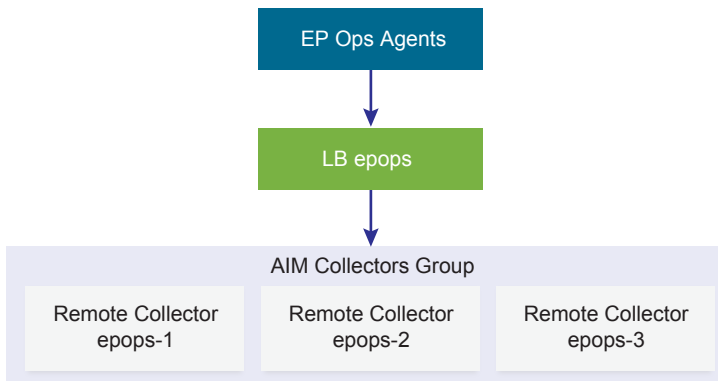 EP Ops Agents
LB epops
AIM Collectors Group
Remote Collector
epops-1
Remote Collector
epops-2
Remote Collector
epops-3